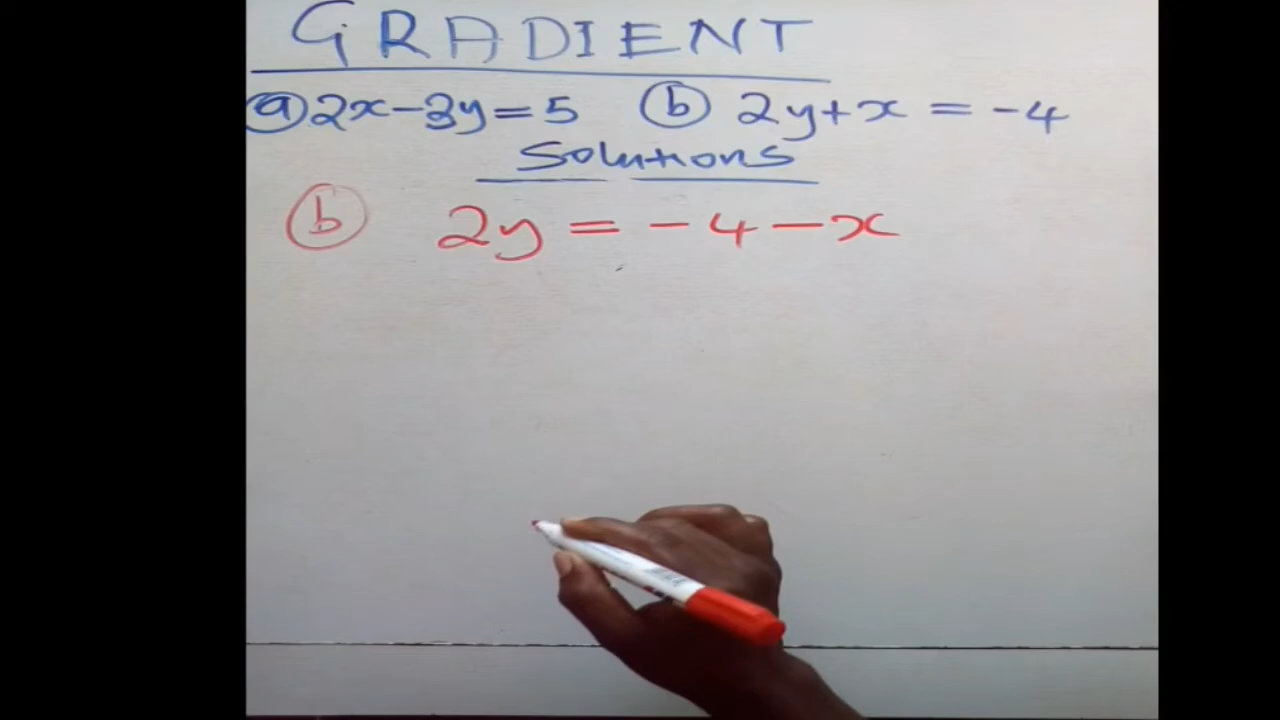 GRADIENT
(a) 2x-3y=5 (b) 2y+x = -4
Solutions
(b) 2y = -4-x